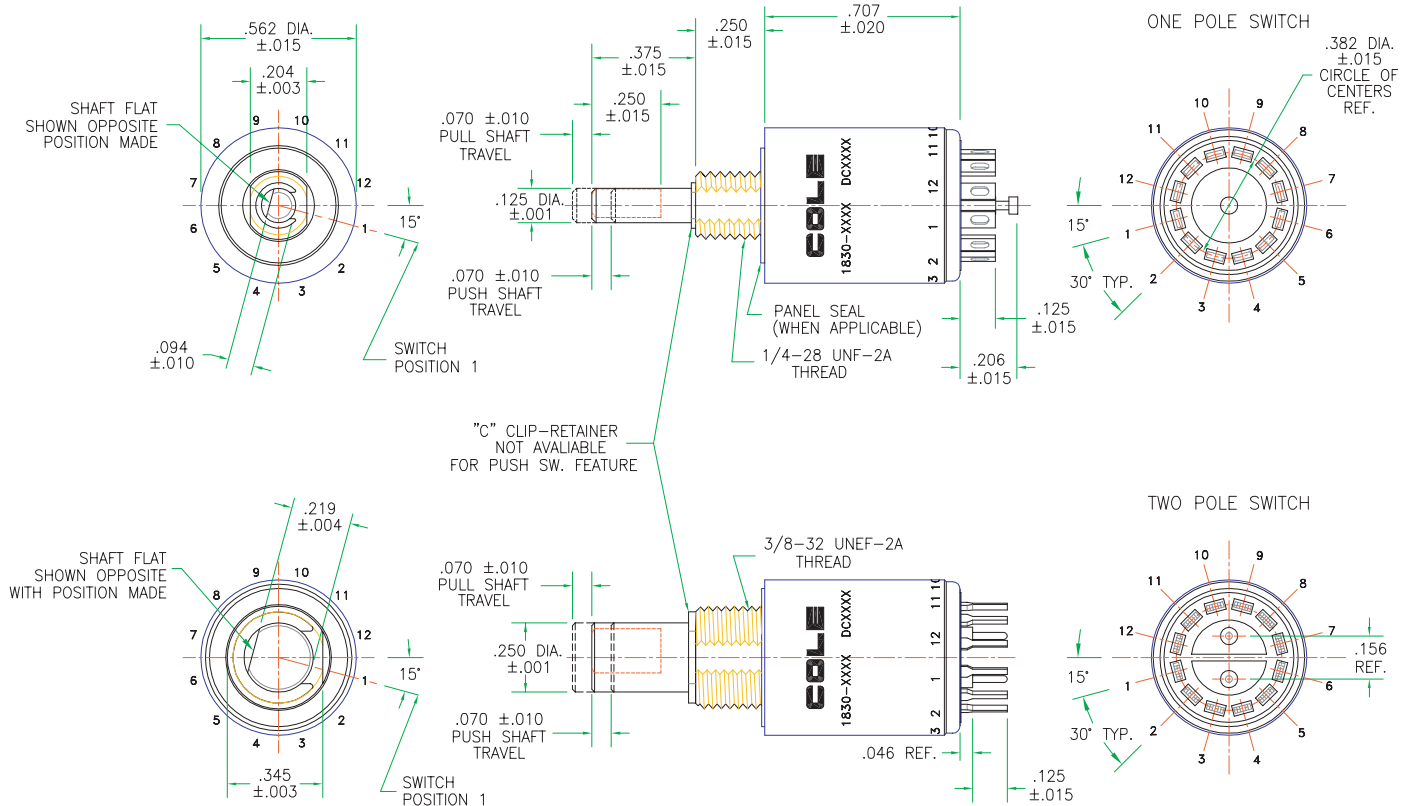 .562 DIA.
±.015
.204
±.003
SHAFT FLAT
SHOWN OPPOSITE
POSITION MADE
9
10
8
11
7
12
6
1
5
2
4
3
15°
.094
±.010
SWITCH
POSITION 1
.250
±.015
.707
±.020
.375
±.015
.250
±.015
.070 ±.010
PULL SHAFT
TRAVEL
.125 DIA.
±.001
.070 ±.010
PUSH SHAFT
TRAVEL
COLE
1830-XXXX DCXXXX
3 2 1 12 11 10
PANEL SEAL
(WHEN APPLICABLE)
1/4-28 UNF-2A
THREAD
.125
±.015
.206
±.015
ONE POLE SWITCH
.382 DIA.
±.015
CIRCLE OF
CENTERS
REF.
10
9
11
8
12
7
1
6
2
5
3
4
15°
30° TYP.
"C" CLIP-RETAINER
NOT AVALIABLE
FOR PUSH SW. FEATURE
.219
±.004
SHAFT FLAT
SHOWN OPPOSITE
WITH POSITION MADE
9
10
8
11
7
12
6
1
5
2
4
3
15°
.345
±.003
SWITCH
POSITION 1
.070 ±.010
PULL SHAFT
TRAVEL
.250 DIA.
±.001
.070 ±.010
PUSH SHAFT
TRAVEL
3/8-32 UNEF-2A
THREAD
COLE
1830-XXXX DCXXXX
3 2 1 12 11 10
.046 REF.
.125
±.015
TWO POLE SWITCH
10
9
11
8
12
7
1
6
2
5
3
4
15°
30° TYP.
.156
REF.